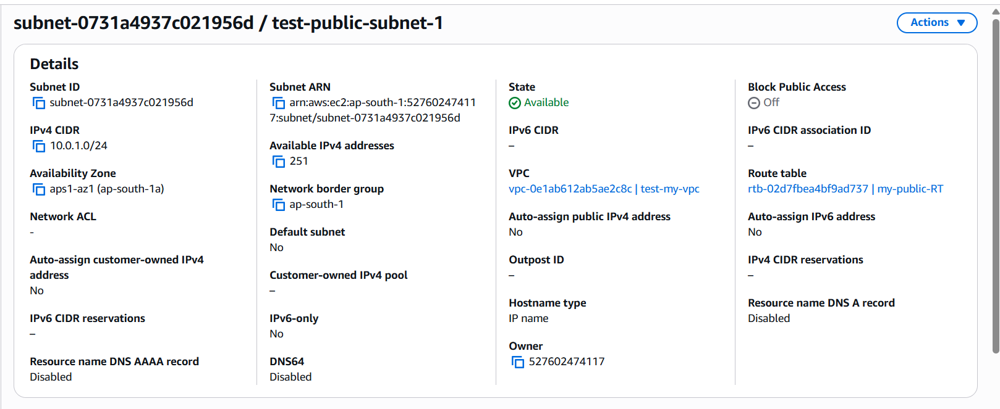 subnet-0731a4937c021956d / test-public-subnet-1
Actions
Details
Subnet ID
subnet-0731a4937c021956d
IPv4 CIDR
10.0.1.0/24
Availability Zone
aps1-az1 (ap-south-1a)
Network ACL
-
Auto-assign customer-owned IPv4
address
No
IPv6 CIDR reservations
–
Resource name DNS AAAA record
Disabled
Subnet ARN
arn:aws:ec2:ap-south-1:52760247411
7:subnet/subnet-0731a4937c021956d
Available IPv4 addresses
251
Network border group
ap-south-1
Default subnet
No
Customer-owned IPv4 pool
–
IPv6-only
No
DNS64
Disabled
State
Available
IPv6 CIDR
–
VPC
vpc-0e1ab612ab5ae2c8c | test-my-vpc
Auto-assign public IPv4 address
No
Outpost ID
–
Hostname type
IP name
Owner
527602474117
Block Public Access
Off
IPv6 CIDR association ID
–
Route table
rtb-02d7fbea4bf9ad737 | my-public-RT
Auto-assign IPv6 address
No
IPv4 CIDR reservations
–
Resource name DNS A record
Disabled